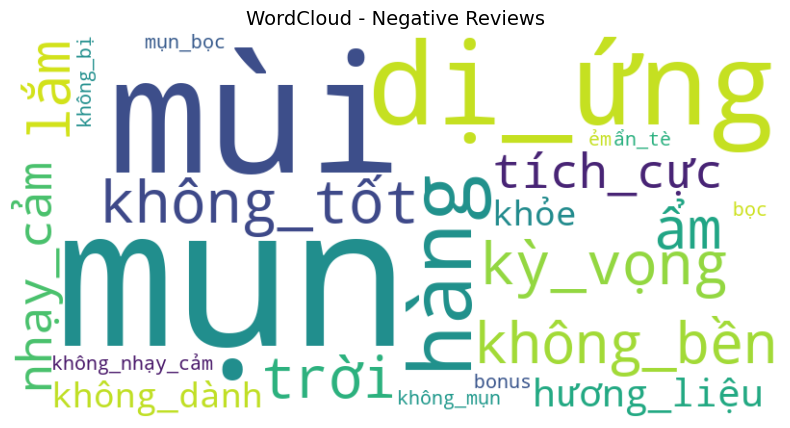 WordCloud - Negative Reviews
mụn_bọc
không_bị
lắm
mùi
dị_ứng
ẻm
ẩn_tè
tích_cực
không_tốt
khỏe
bọc
hàng
ẩm
nhạy_cảm
mụn
kỳ_vọng
không_bền
không_nhạy_cảm
trời
bonus
không_dành
không_mụn
hương_liệu